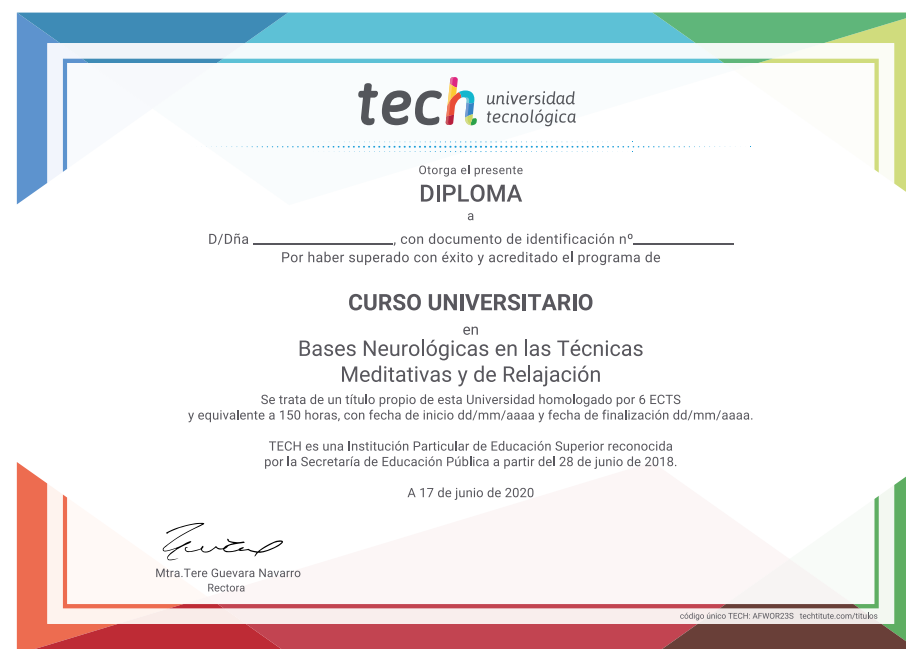 tech universidad
tecnológica
Otorga el presente
DIPLOMA
a
D/Dña ____________________, con documento de identificación nº______________
Por haber superado con éxito y acreditado el programa de
CURSO UNIVERSITARIO
en
Bases Neurológicas en las Técnicas
Meditativas y de Relajación
Se trata de un título propio de esta Universidad homologado por 6 ECTS
y equivalente a 150 horas, con fecha de inicio dd/mm/aaaa y fecha de finalización dd/mm/aaaa.
TECH es una Institución Particular de Educación Superior reconocida
por la Secretaría de Educación Pública a partir del 28 de junio de 2018.
A 17 de junio de 2020
Mtra.Tere Guevara Navarro
Rectora
código único TECH: AFWOR23S techtitute.com/titulos